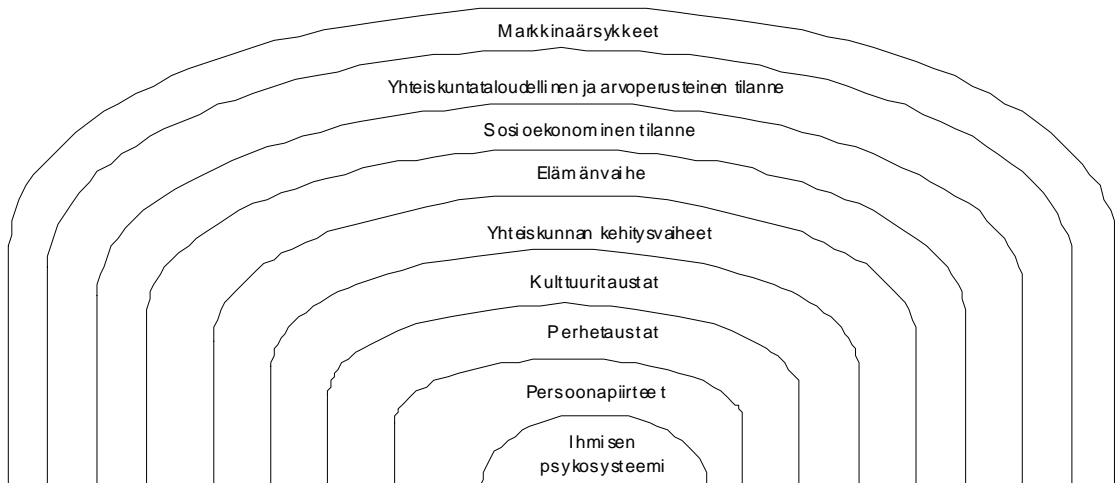 Markkinaärsykkeet
Yhteiskuntataloudellinen ja arvoperusteinen tilanne
Sosioekonominen tilanne
Elämänvaihe
Yhteiskunnan kehitysvaiheet
Kulttuuritaustat
Perhetaustat
Persoonapiirteet
Ihmisen
psykosysteemi